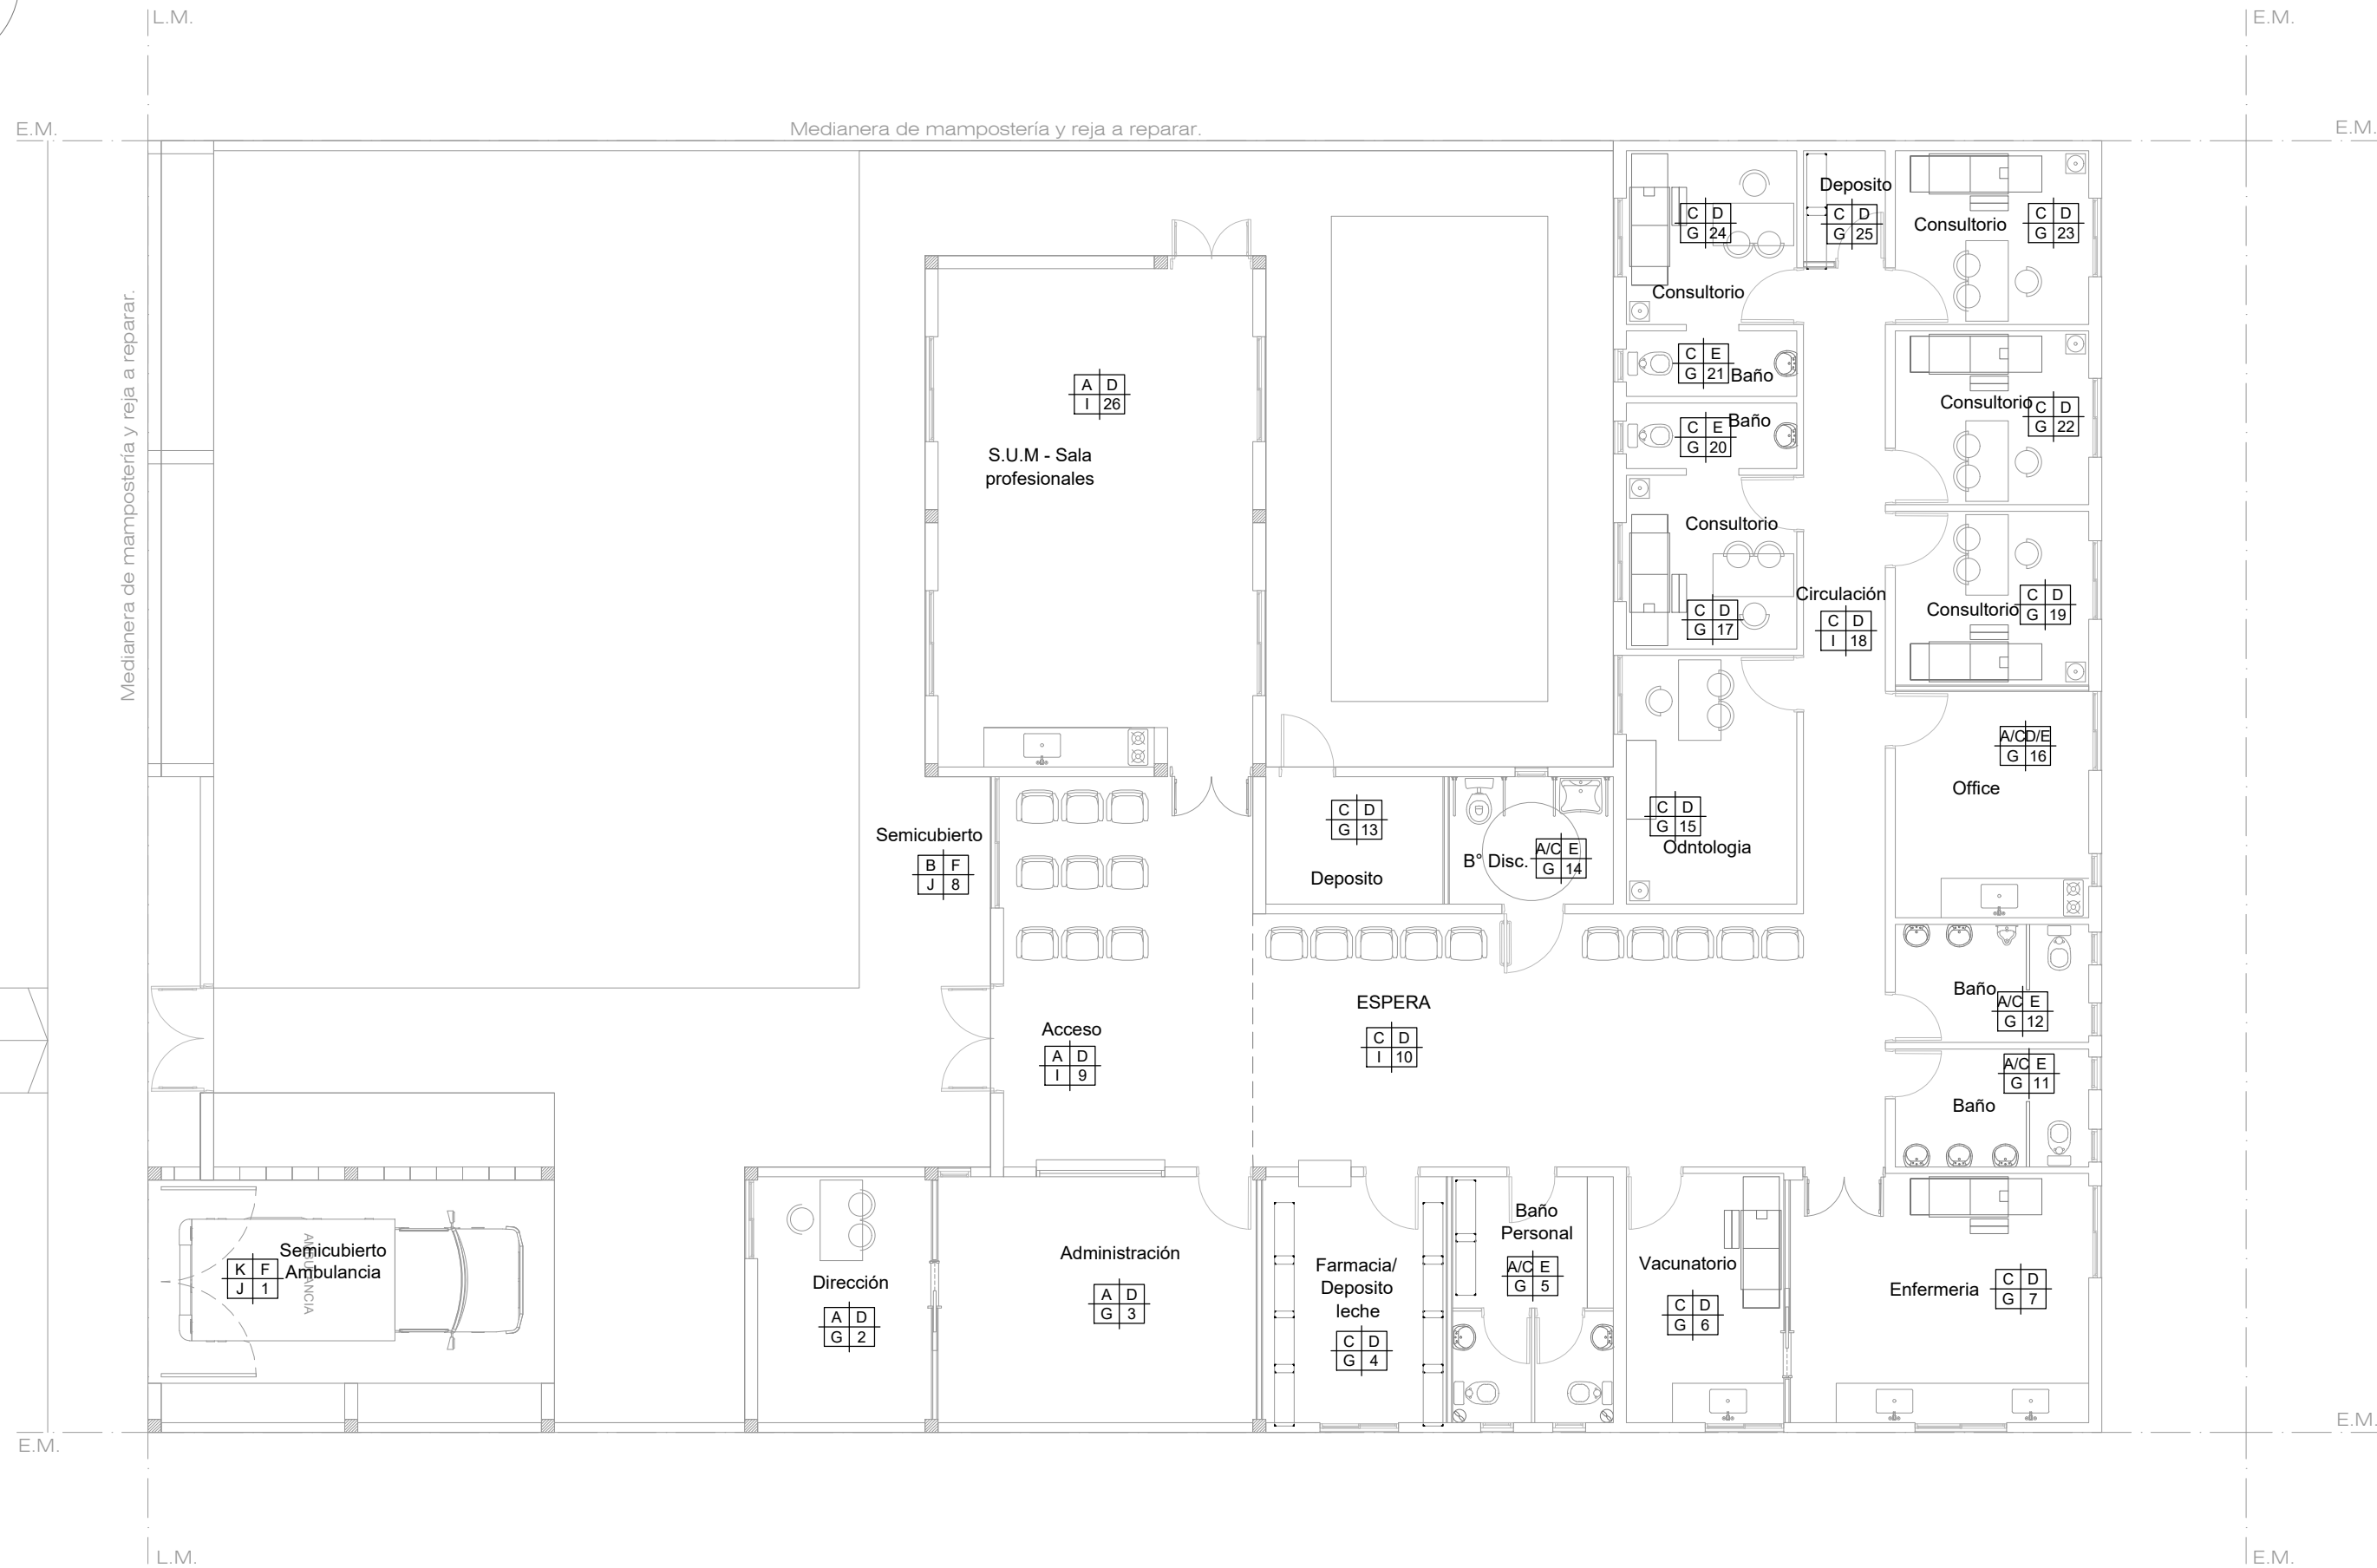 L.M.
E.M.
E.M.
Medianera de mampostería y reja a reparar.
E.M.
Medianera de mampostería y reja a reparar.
C D
G 24
Consultorio
Deposito
C D
G 25
Consultorio
C D
G 23
C E
G 21
Baño
Baño
C E
G 20
Consultorio
C D
G 22
A D
I 26
S.U.M - Sala
profesionales
Consultorio
C D
G 17
Circulación
C D
I 18
Consultorio
C D
G 19
A/C D/E
G 16
Office
Semicubierto
B F
J 8
C D
G 13
Deposito
B° Disc.
A/C E
G 14
C D
G 15
Odntologia
Baño
A/C E
G 12
ESPERA
C D
I 10
Acceso
A D
I 9
A/C E
G 11
Baño
Semicubierto
Ambulancia
K F
J 1
AMBULANCIA
Dirección
A D
G 2
Administración
A D
G 3
Farmacia/
Deposito
leche
C D
G 4
Baño
Personal
A/C E
G 5
Vacunatorio
C D
G 6
Enfermeria
C D
G 7
E.M.
E.M.
L.M.
E.M.